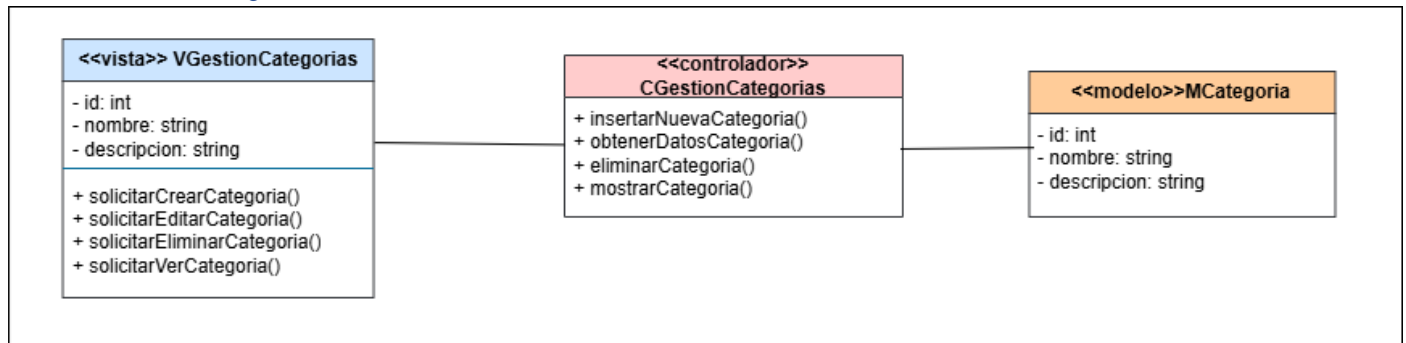 <<vista>> VGestionCategorias
- id: int
- nombre: string
- descripcion: string
+ solicitarCrearCategoria()
+ solicitarEditarCategoria()
+ solicitarEliminarCategoria()
+ solicitarVerCategoria()
<<controlador>>
CGestionCategorias
+ insertarNuevaCategoria()
+ obtenerDatosCategoria()
+ eliminarCategoria()
+ mostrarCategoria()
<<modelo>>MCategoria
- id: int
- nombre: string
- descripcion: string